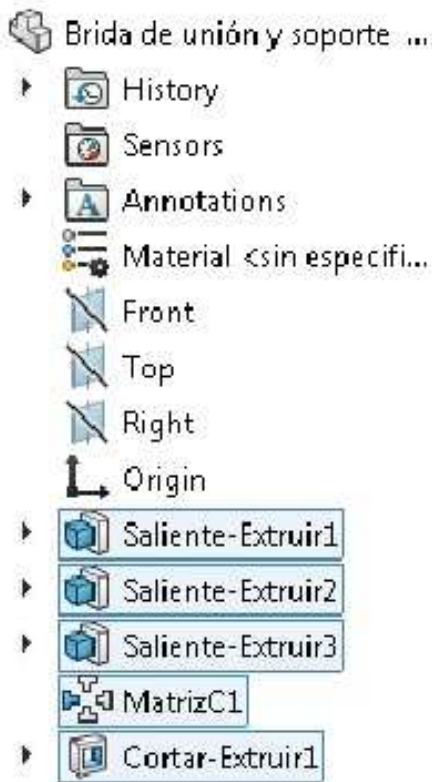 Brida de unión y soporte ...
History
Sensors
Annotations
Material <sin especifi...
Front
Top
Right
Origin
Saliente-Extruir1
Saliente-Extruir2
Saliente-Extruir3
MatrizC1
Cortar-Extruir1